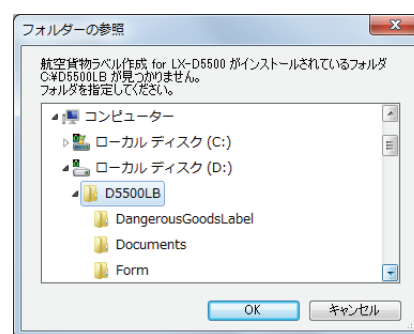 フォルダーの参照
航空貨物ラベル作成 for LX-D5500 がインストールされているフォルダ
C:¥D5500LB が見つかりません。
フォルダを指定してください。
コンピューター
ローカル ディスク (C:)
ローカル ディスク (D:)
D5500LB
DangerousGoodsLabel
Documents
Form
OK
キャンセル